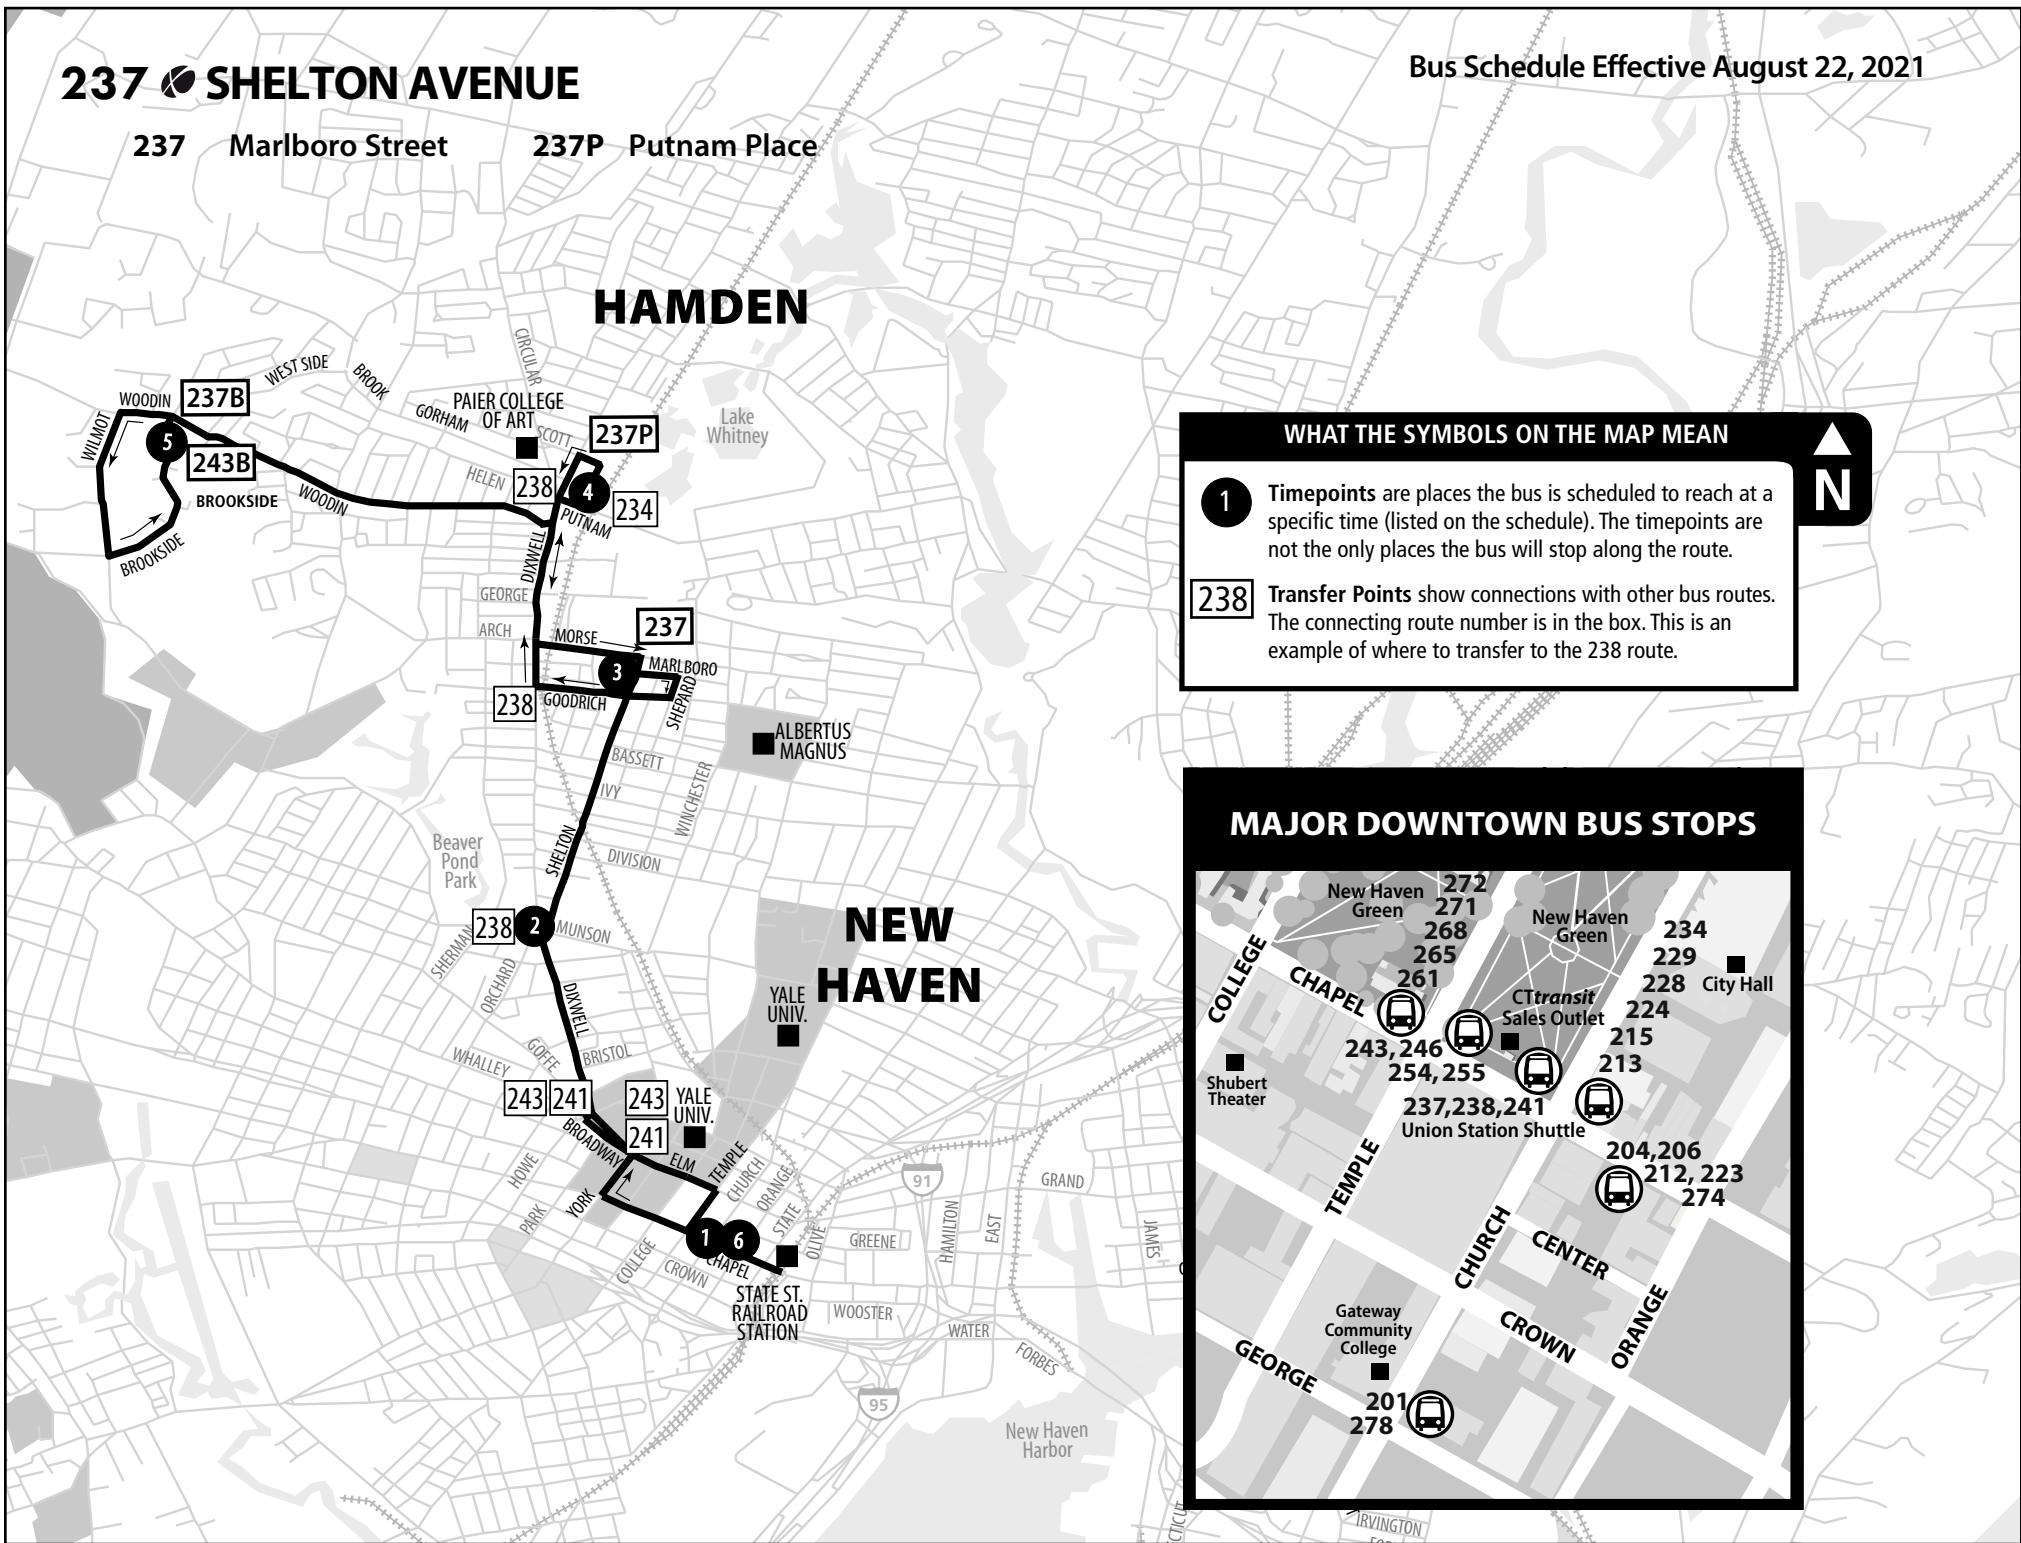 237 SHELTON AVENUE
Bus Schedule Effective August 22, 2021
237 Marlboro Street 237P Putnam Place
HAMDEN
CIRCULAR
WEST SIDE
BROOK
WOODIN
237B
GORHAM
PAIER COLLEGE
OF ART
SCOTT
237P
Lake
Whitney
WILMOT
5
243B
HELEN
238
4
234
BROOKSIDE
WOODIN
PUTNAM
BROOKSIDE
DIXWELL
GEORGE
ARCH
MORSE
237
3
MARLBORO
238
GOODRICH
SHEPARD
ALBERTUS
MAGNUS
BASSETT
IVY
WINCHESTER
SHELTON
DIVISION
Beaver
Pond
Park
238
2
MUNSON
SHERMAN
ORCHARD
NEW
HAVEN
YALE
UNIV.
DIXWELL
GOFFE
BRISTOL
WHALLEY
243
241
243
241
YALE
UNIV.
BROADWAY
ELM
TEMPLE
CHURCH
ORANGE
STATE
OLIVE
HOWE
PARK
YORK
COLLEGE
CROWN
1
6
CHAPEL
STATE ST.
RAILROAD
STATION
91
GRAND
GREENE
HAMILTON
EAST
JAMES
WOOSTER
WATER
FORBES
95
New Haven
Harbor
CTICUT
IRVINGTON
WHAT THE SYMBOLS ON THE MAP MEAN
N
1
Timepoints are places the bus is scheduled to reach at a
specific time (listed on the schedule). The timepoints are
not the only places the bus will stop along the route.
238
Transfer Points show connections with other bus routes.
The connecting route number is in the box. This is an
example of where to transfer to the 238 route.
MAJOR DOWNTOWN BUS STOPS
New Haven
Green
272
271
268
265
261
New Haven
Green
234
229
228
224
215
213
City Hall
COLLEGE
CHAPEL
CTtransit
Sales Outlet
243, 246
254, 255
Shubert
Theater
237,238,241
Union Station Shuttle
204,206
212, 223
274
TEMPLE
CHURCH
CENTER
CROWN
ORANGE
GEORGE
Gateway
Community
College
201
278